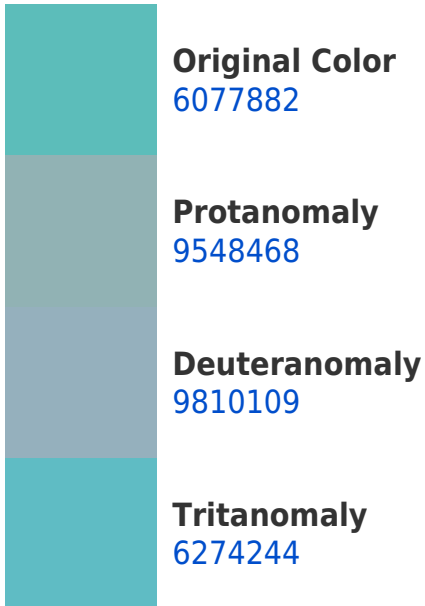 Original Color
6077882
Protanomaly
9548468
Deuteranomaly
9810109
Tritanomaly
6274244